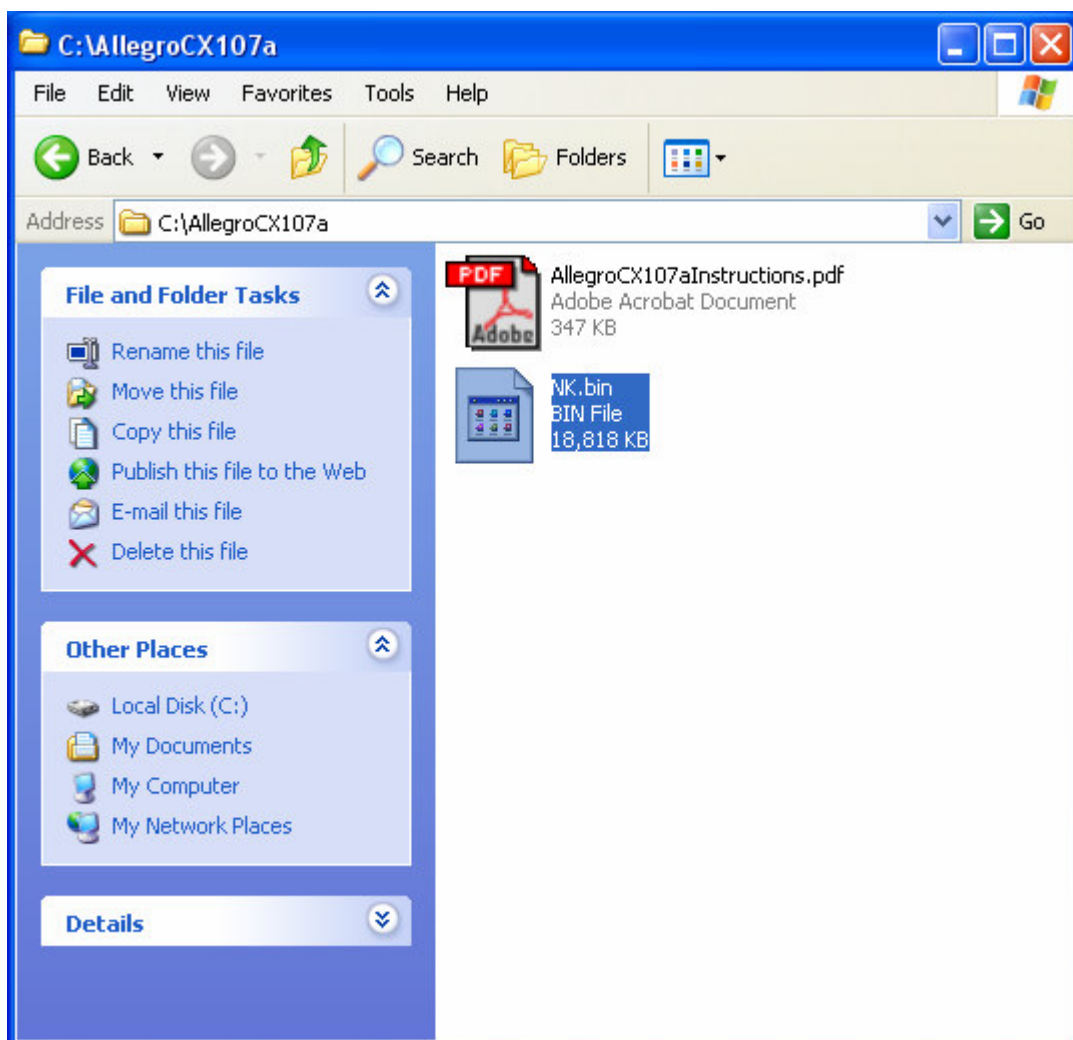 C:\AllegroCX107a
File Edit View Favorites Tools Help
Back Search Folders
Address C:\AllegroCX107a Go
File and Folder Tasks
Rename this file
Move this file
Copy this file
Publish this file to the Web
E-mail this file
Delete this file
Other Places
Local Disk (C:)
My Documents
My Computer
My Network Places
Details
PDF
Adobe
AllegroCX107aInstructions.pdf
Adobe Acrobat Document
347 KB
NK.bin
BIN File
18,818 KB